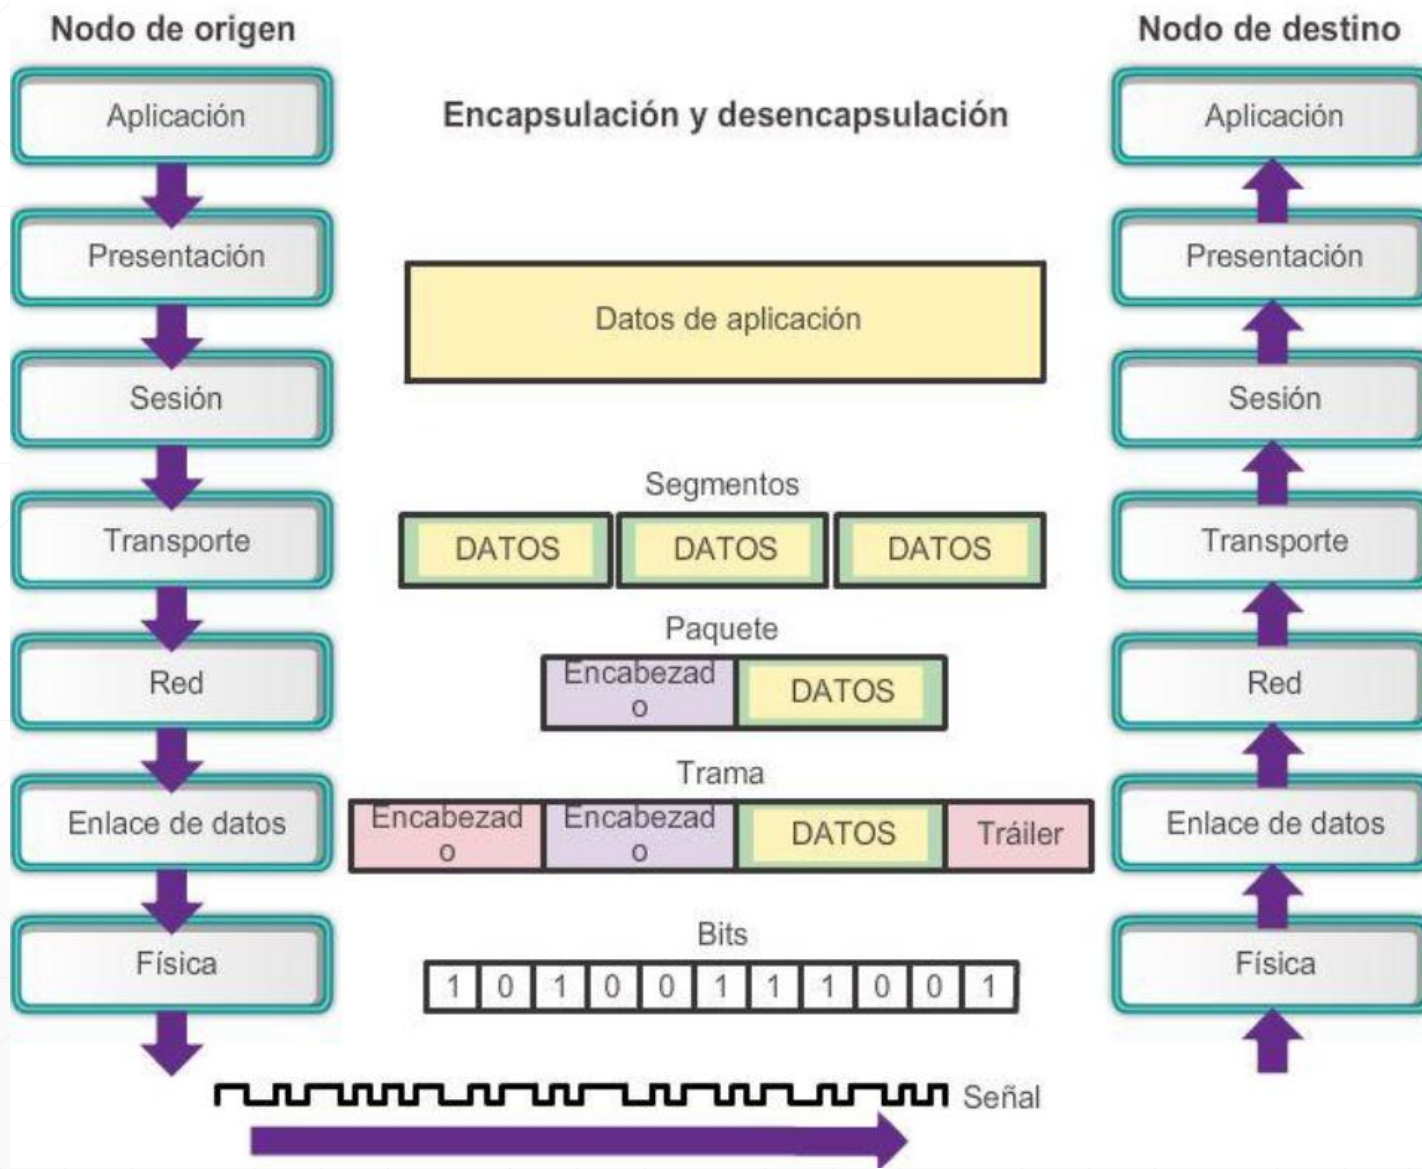 Nodo de origen
Nodo de destino
Aplicación
Encapsulación y desencapsulación
Aplicación
Presentación
Presentación
Datos de aplicación
Sesión
Sesión
Segmentos
Transporte
DATOS DATOS DATOS
Transporte
Paquete
Red
Encabezad
o
DATOS
Red
Trama
Enlace de datos
Encabezad
o
Encabezad
o
DATOS
Tráiler
Enlace de datos
Bits
Física
1 0 1 0 0 1 1 1 0 0 1
Física
Señal